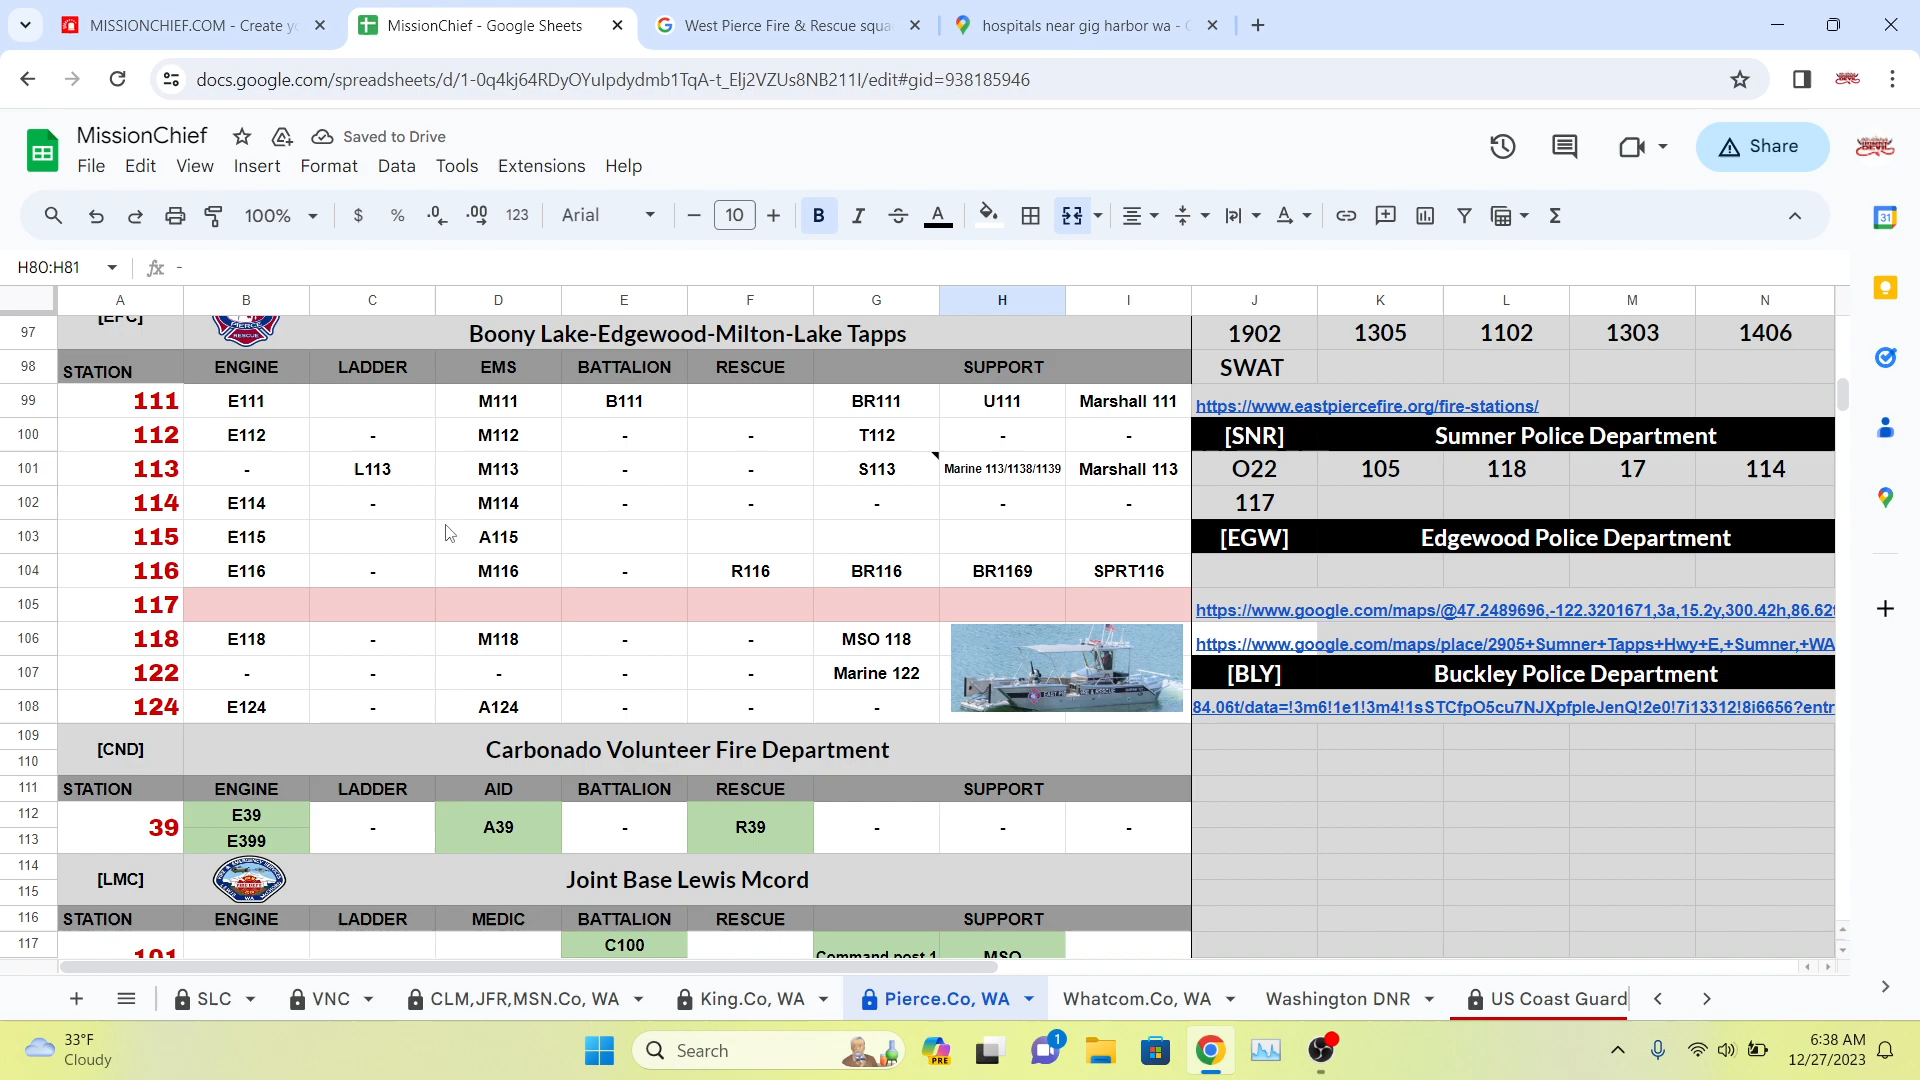 MISSIONCHIEF.COM - Create yo
MissionChief - Google Sheets
West Pierce Fire & Rescue squa
hospitals near gig harbor wa - G
docs.google.com/spreadsheets/d/1-0q4kj64RDyOYuIpdydmb1TqA-t_Elj2VZUs8NB211I/edit#gid=938185946
MissionChief
Saved to Drive
File Edit View Insert Format Data Tools Extensions Help
Share
100% $ % .0 .00 123 Arial 10 B I S A
H80:H81 fx -
A B C D E F G H I J K L M N
97 [EFC] Boony Lake-Edgewood-Milton-Lake Tapps 1902 1305 1102 1303 1406
98 STATION ENGINE LADDER EMS BATTALION RESCUE SUPPORT SWAT
99 111 E111 M111 B111 BR111 U111 Marshall 111 https://www.eastpiercefire.org/fire-stations/
100 112 E112 - M112 - - T112 - - [SNR] Sumner Police Department
101 113 - L113 M113 - - S113 Marine 113/1138/1139 Marshall 113 O22 105 118 17 114
102 114 E114 - M114 - - - - - 117
103 115 E115 A115 [EGW] Edgewood Police Department
104 116 E116 - M116 - R116 BR116 BR1169 SPRT116
105 117 https://www.google.com/maps/@47.2489696,-122.3201671,3a,15.2y,300.42h,86.62t
106 118 E118 - M118 - - MSO 118 https://www.google.com/maps/place/2905+Sumner+Tapps+Hwy+E,+Sumner,+WA
107 122 - - - - - Marine 122 [BLY] Buckley Police Department
108 124 E124 - A124 - - - 84.06t/data=!3m6!1e1!3m4!1sSTCfpO5cu7NJXpfpleJenQ!2e0!7i13312!8i6656?entr
109
110 [CND] Carbonado Volunteer Fire Department
111 STATION ENGINE LADDER AID BATTALION RESCUE SUPPORT
112 39 E39 - A39 - R39 - - -
113 E399
114
115 [LMC] Joint Base Lewis Mcord
116 STATION ENGINE LADDER MEDIC BATTALION RESCUE SUPPORT
117 101 C100 Command post 1 MSO
SLC VNC CLM,JFR,MSN.Co, WA King.Co, WA Pierce.Co, WA Whatcom.Co, WA Washington DNR US Coast Guard
33°F
Cloudy
Search
PRE
1
6:38 AM
12/27/2023